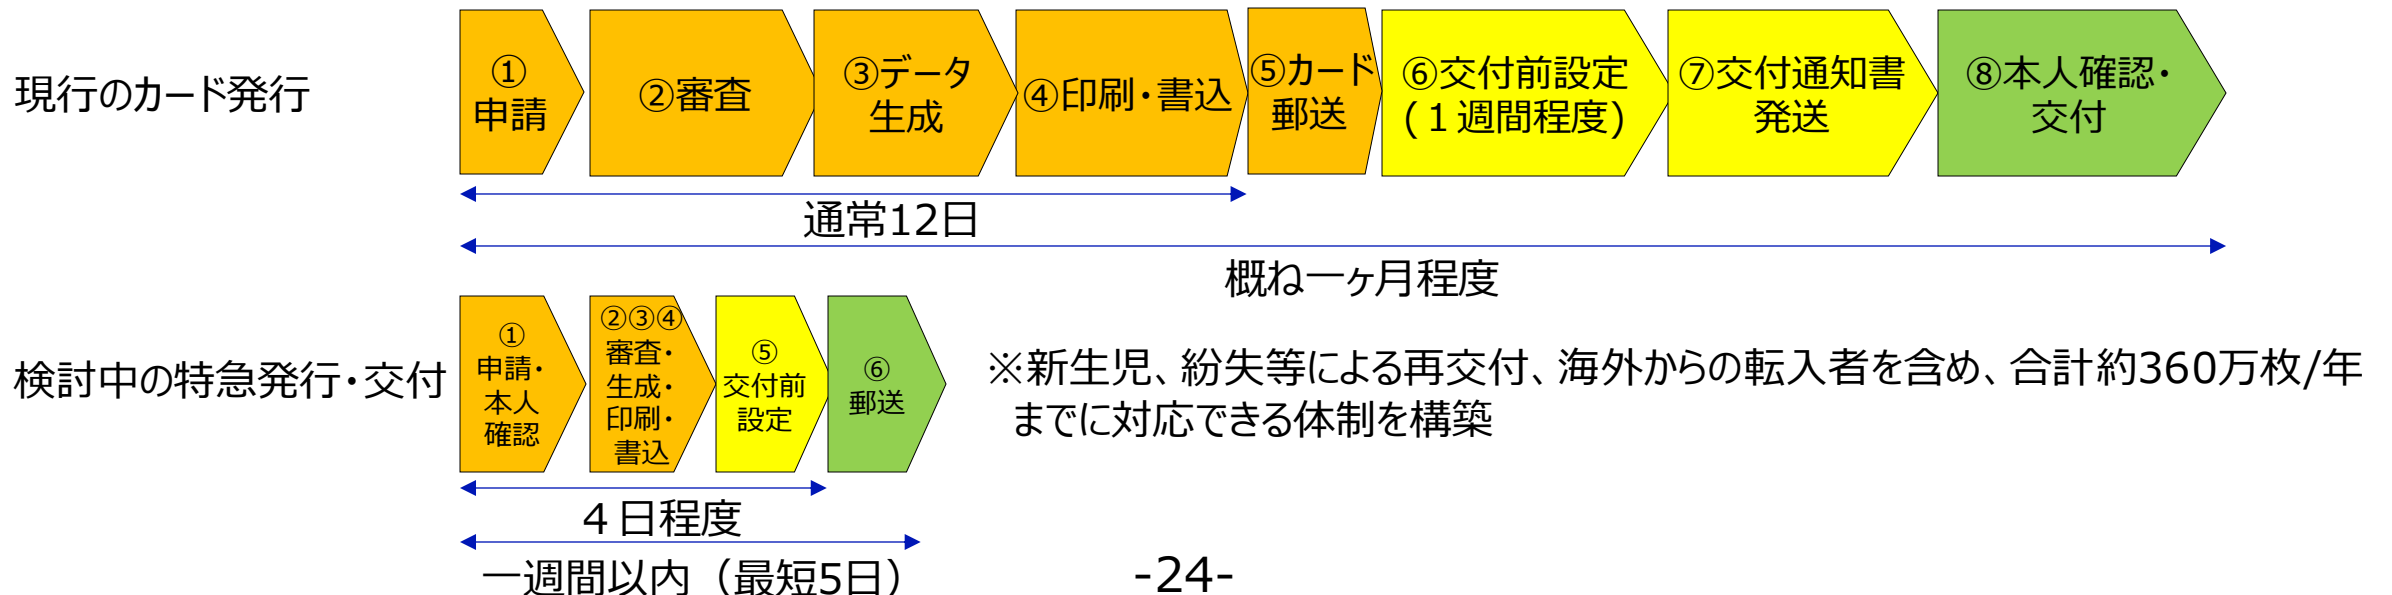 現行のカード発行
①
申請
②審査
③データ
生成
④印刷・書込
⑤カード
郵送
⑥交付前設定
(１週間程度)
⑦交付通知書
発送
⑧本人確認・
交付
通常12日
概ね一ヶ月程度
検討中の特急発行・交付
①
申請・
本人
確認
②③④
審査・
生成・
印刷・
書込
⑤
交付前
設定
⑥
郵送
※新生児、紛失等による再交付、海外からの転入者を含め、合計約360万枚/年
までに対応できる体制を構築
４日程度
一週間以内（最短5日）
-24-